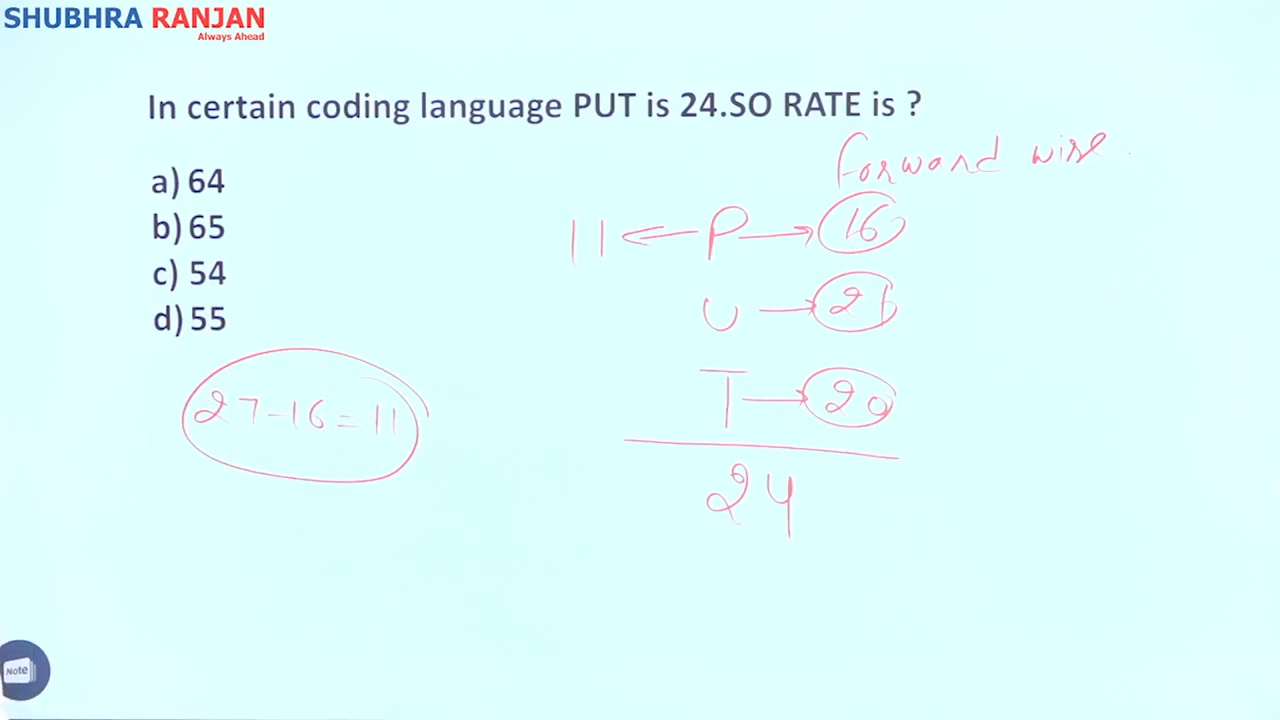 SHUBHRA RANJAN
Always Ahead
In certain coding language PUT is 24.SO RATE is ?
forward wise
a) 64
b) 65
c) 54
d) 55
11 ← P → 16
U → 21
T → 20
24
27-16=11
Note